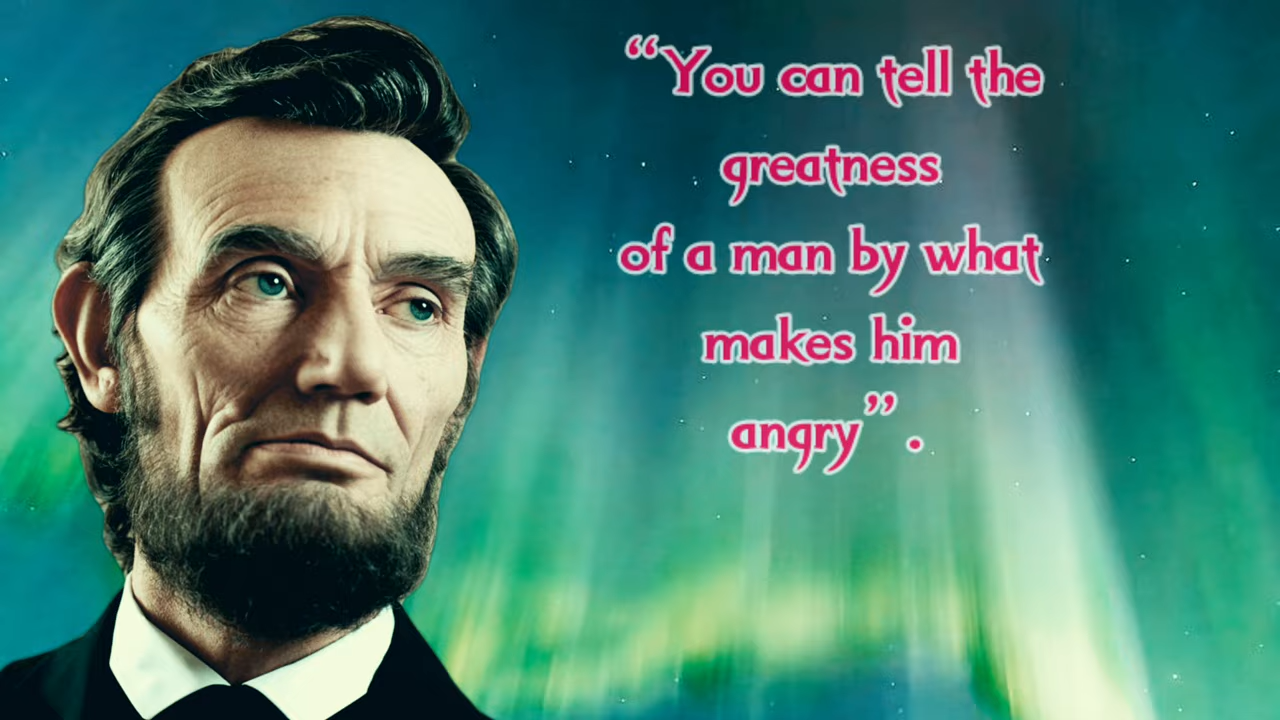 “You can tell the
greatness
of a man by what
makes him
angry” .